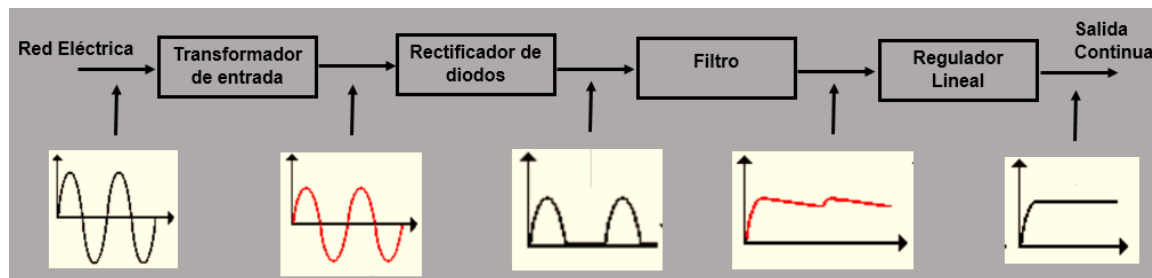 Red Eléctrica
Transformador
de entrada
Rectificador de
diodos
Filtro
Regulador
Lineal
Salida
Continua